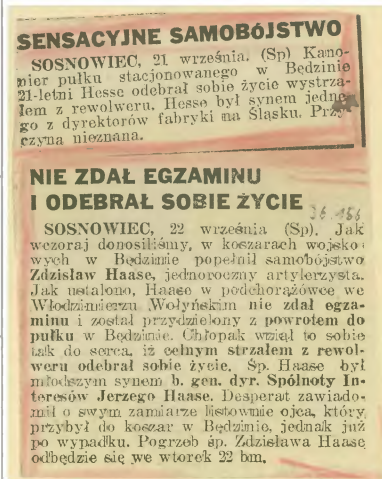 SENSACYJNE SAMOBÓJSTWO
SOSNOWIEC, 21 września. (Sp) Kano-
nier pułku stacjonowanego w Będzinie
21-letni Hesse odebrał sobie życie wystrza-
łem z rewolweru. Hesse był synem jedne-
go z dyrektorów fabryki na Śląsku. Przy-
czyna nieznana.
NIE ZDAŁ EGZAMINU
I ODEBRAŁ SOBIE ŻYCIE
36.186
SOSNOWIEC, 22 września (Sp). Jak
wczoraj donosiliśmy, w koszarach wojsko-
wych w Będzinie popełnił samobójstwo
Zdzisław Haase, jednoroczny artylerzysta.
Jak ustalono, Haase w podchorążówce we
Włodzimierzu Wołyńskim nie zdał egza-
minu i został przydzielony z powrotem do
pułku w Będzinie. Chłopak wziął to sobie
tak do serca, iż celnym strzałem z rewol-
weru odebrał sobie życie. Śp. Haase był
młodszym synem b. gen. dyr. Spólnoty In-
teresów Jerzego Haase. Desperat zawiado-
mił o swym zamiarze listownie ojca, który
przybył do koszar w Będzinie, jednak już
po wypadku. Pogrzeb śp. Zdzisława Haase
odbędzie się we wtorek 22 bm.